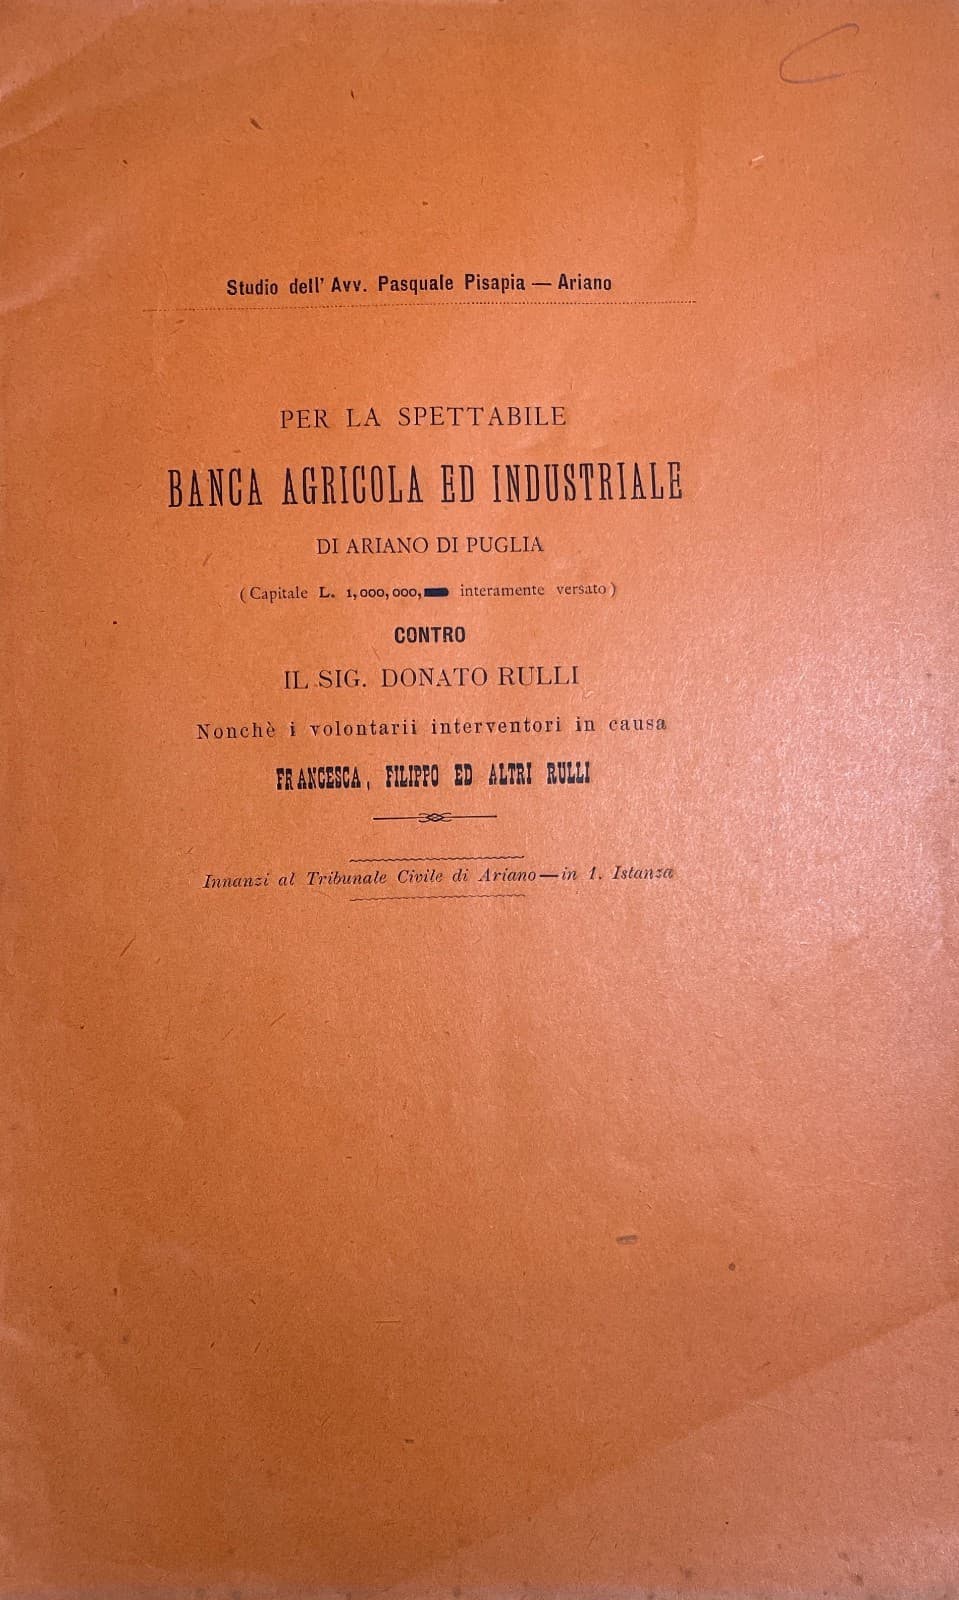 Studio dell' Avv. Pasquale Pisapia — Ariano
PER LA SPETTABILE
BANCA AGRICOLA ED INDUSTRIALE
DI ARIANO DI PUGLIA
(Capitale L. 1,000,000, interamente versato)
CONTRO
IL SIG. DONATO RULLI
Nonchè i volontarii interventori in causa
FRANCESCA, FILIPPO ED ALTRI RULLI
Innanzi al Tribunale Civile di Ariano — in 1. Istanza